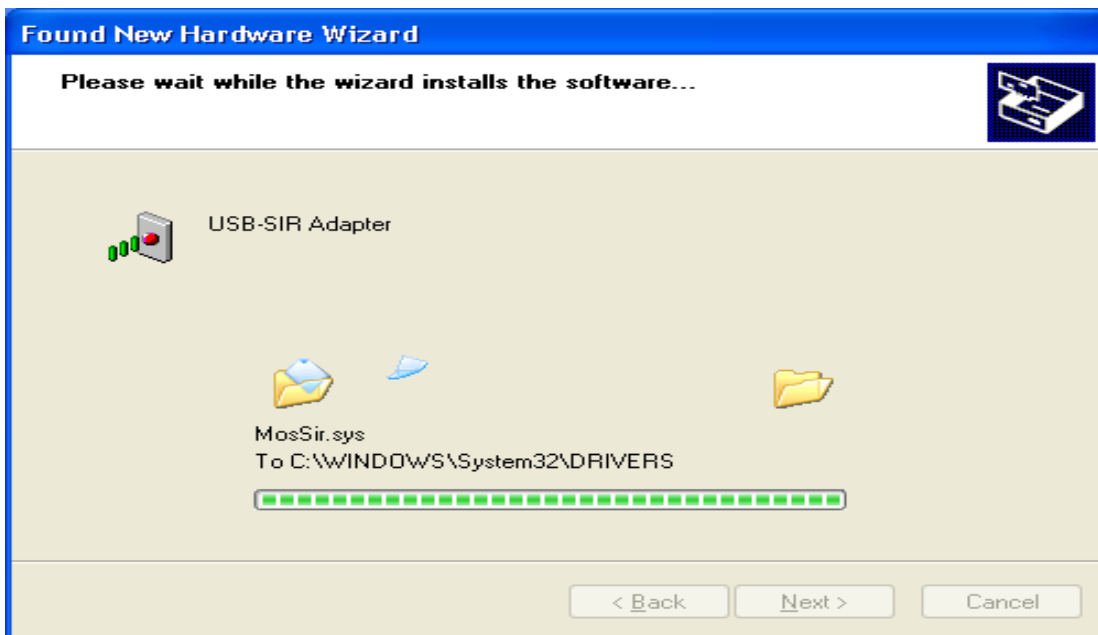 Found New Hardware Wizard
Please wait while the wizard installs the software...
USB-SIR Adapter
MosSir.sys
To C:\WINDOWS\System32\DRIVERS
< Back
Next >
Cancel